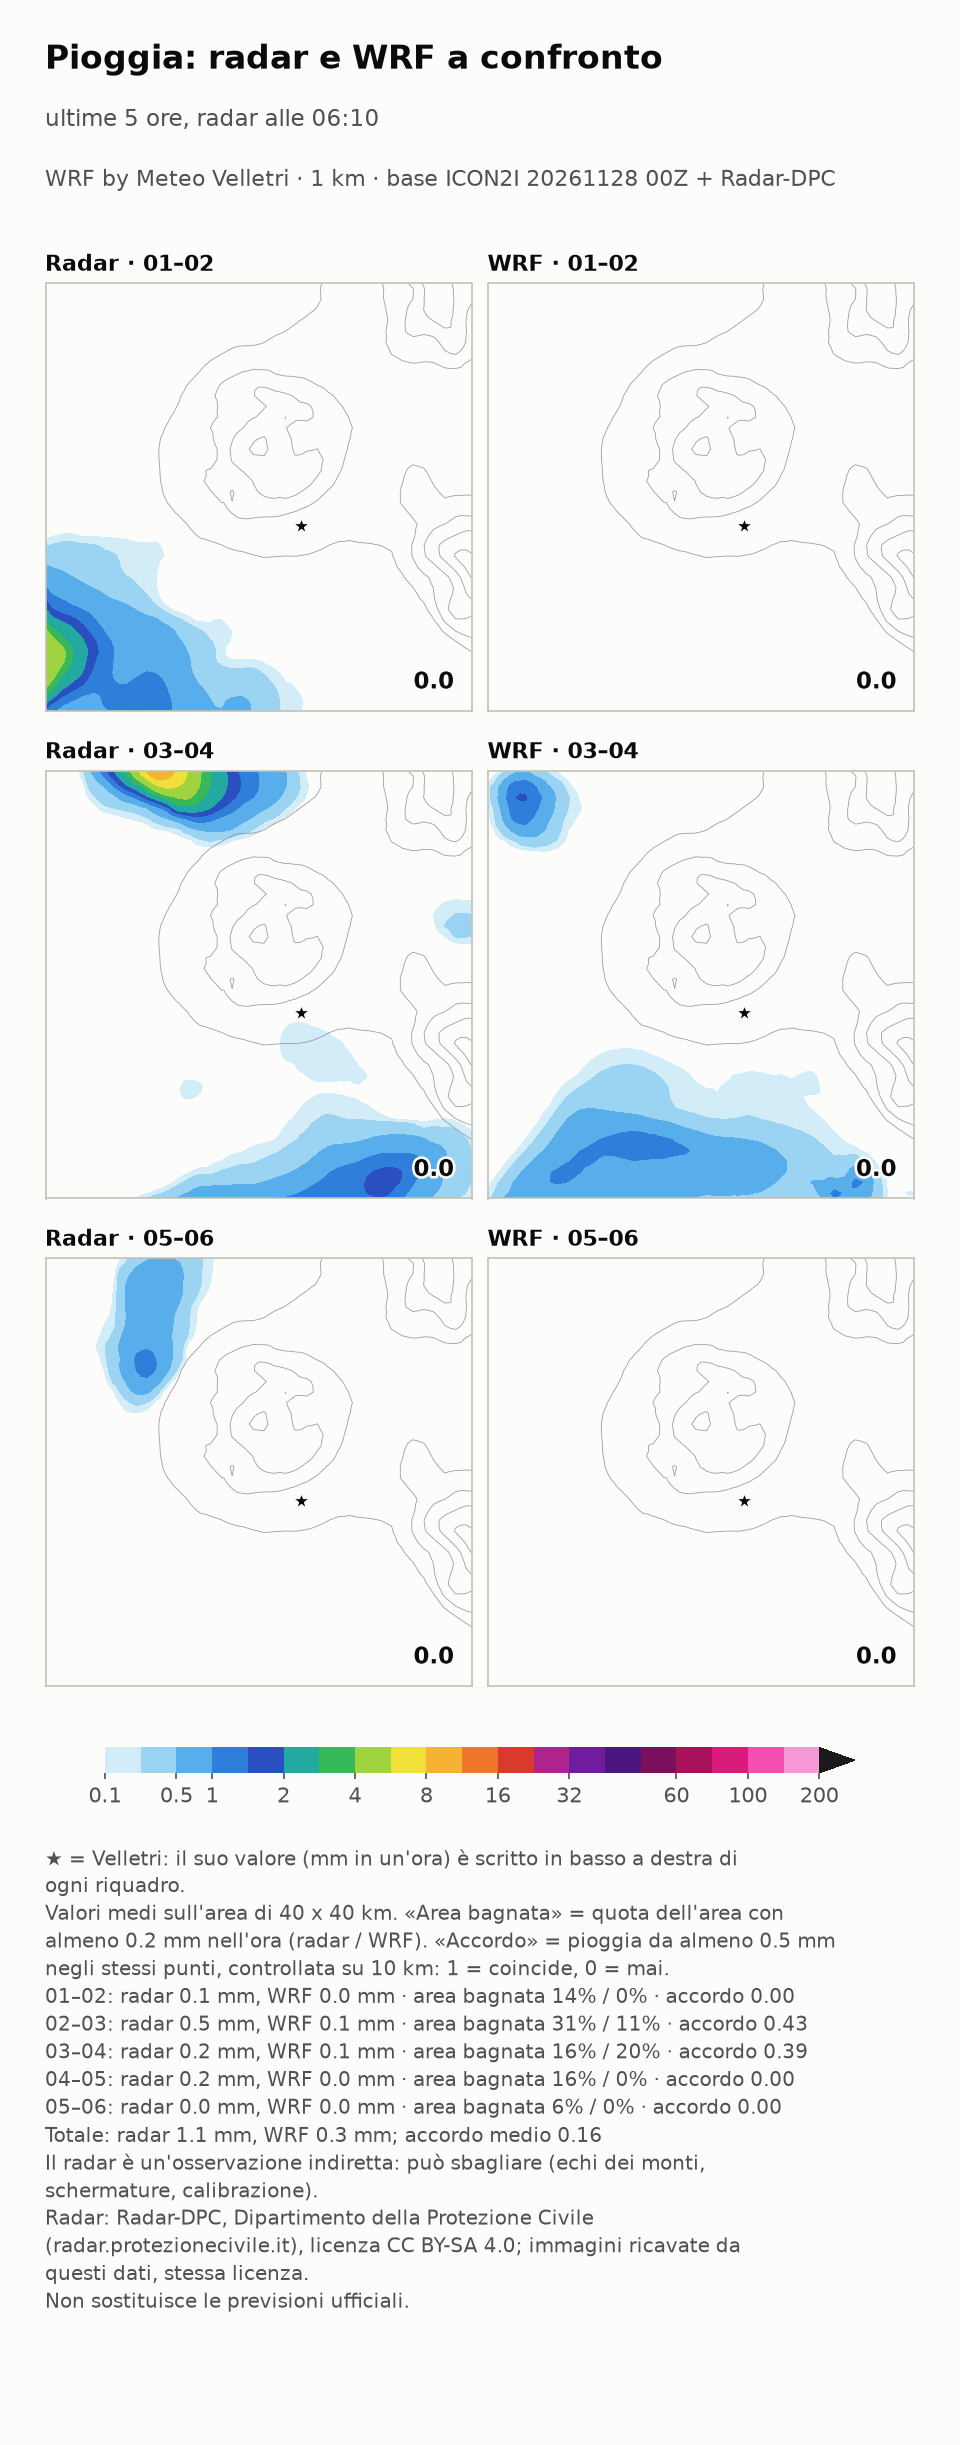 Pioggia: radar e WRF a confronto
ultime 5 ore, radar alle 06:10
WRF by Meteo Velletri · 1 km · base ICON2I 20261128 00Z + Radar-DPC
Radar · 01–02
WRF · 01–02
0.0
0.0
Radar · 03–04
WRF · 03–04
0.0
0.0
Radar · 05–06
WRF · 05–06
0.0
0.0
0.1 0.5 1 2 4 8 16 32 60 100 200
★ = Velletri: il suo valore (mm in un'ora) è scritto in basso a destra di
ogni riquadro.
Valori medi sull'area di 40 x 40 km. «Area bagnata» = quota dell'area con
almeno 0.2 mm nell'ora (radar / WRF). «Accordo» = pioggia da almeno 0.5 mm
negli stessi punti, controllata su 10 km: 1 = coincide, 0 = mai.
01–02: radar 0.1 mm, WRF 0.0 mm · area bagnata 14% / 0% · accordo 0.00
02–03: radar 0.5 mm, WRF 0.1 mm · area bagnata 31% / 11% · accordo 0.43
03–04: radar 0.2 mm, WRF 0.1 mm · area bagnata 16% / 20% · accordo 0.39
04–05: radar 0.2 mm, WRF 0.0 mm · area bagnata 16% / 0% · accordo 0.00
05–06: radar 0.0 mm, WRF 0.0 mm · area bagnata 6% / 0% · accordo 0.00
Totale: radar 1.1 mm, WRF 0.3 mm; accordo medio 0.16
Il radar è un'osservazione indiretta: può sbagliare (echi dei monti,
schermature, calibrazione).
Radar: Radar-DPC, Dipartimento della Protezione Civile
(radar.protezionecivile.it), licenza CC BY-SA 4.0; immagini ricavate da
questi dati, stessa licenza.
Non sostituisce le previsioni ufficiali.